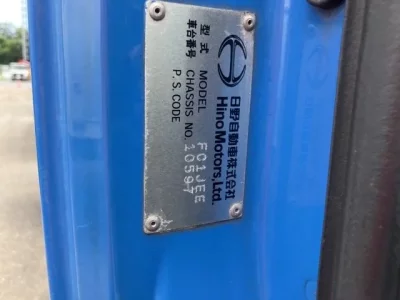 日野自動車株式会社
Hino Motors, Ltd.
型式 MODEL FC1JEE
車台番号 CHASSIS NO. 10597
P. S. CODE